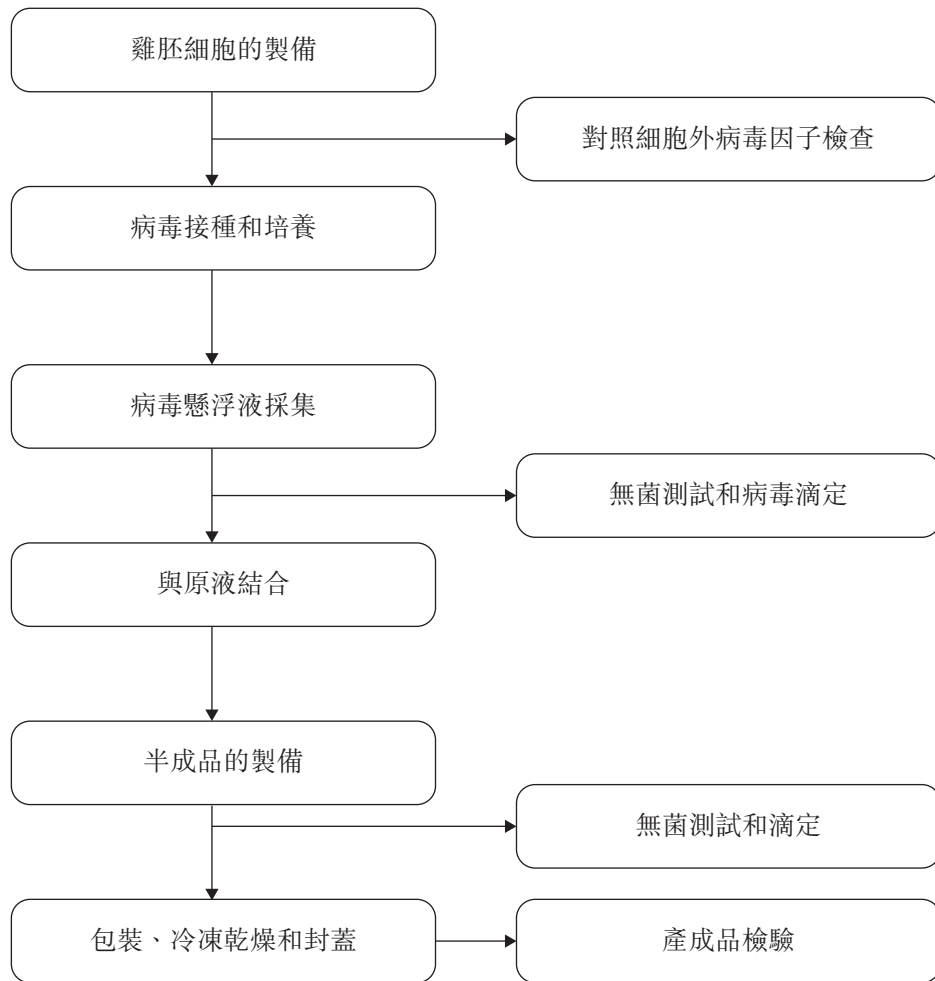 雞胚細胞的製備
對照細胞外病毒因子檢查
病毒接種和培養
病毒懸浮液採集
無菌測試和病毒滴定
與原液結合
半成品的製備
無菌測試和滴定
包裝、冷凍乾燥和封蓋
產成品檢驗